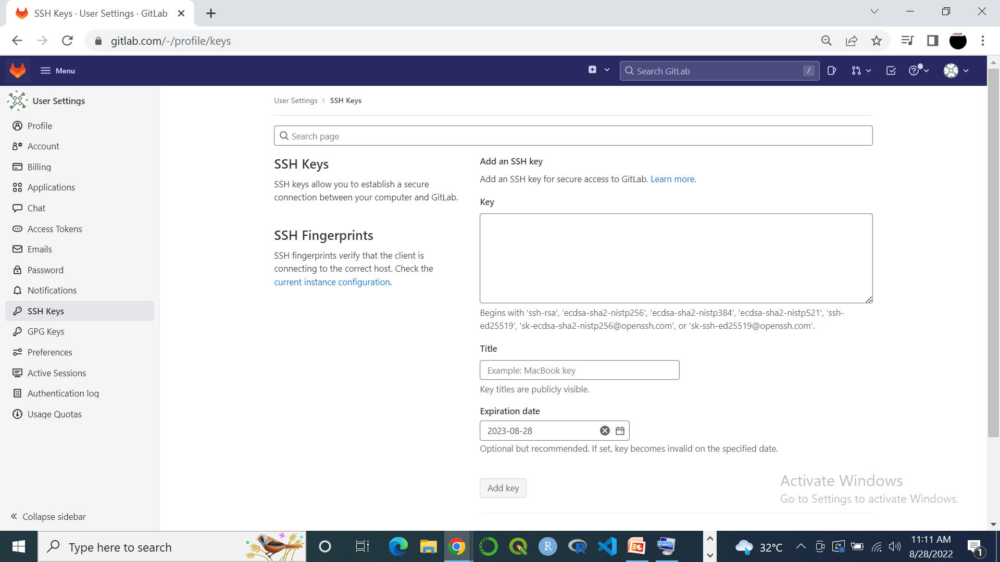 SSH Keys · User Settings · GitLab
gitlab.com/-/profile/keys
Menu
Search GitLab
/
User Settings
Profile
Account
Billing
Applications
Chat
Access Tokens
Emails
Password
Notifications
SSH Keys
GPG Keys
Preferences
Active Sessions
Authentication log
Usage Quotas
Collapse sidebar
User Settings > SSH Keys
Search page
SSH Keys
SSH keys allow you to establish a secure
connection between your computer and GitLab.
SSH Fingerprints
SSH fingerprints verify that the client is
connecting to the correct host. Check the
current instance configuration.
Add an SSH key
Add an SSH key for secure access to GitLab. Learn more.
Key
Begins with 'ssh-rsa', 'ecdsa-sha2-nistp256', 'ecdsa-sha2-nistp384', 'ecdsa-sha2-nistp521', 'ssh-
ed25519', 'sk-ecdsa-sha2-nistp256@openssh.com', or 'sk-ssh-ed25519@openssh.com'.
Title
Example: MacBook key
Key titles are publicly visible.
Expiration date
2023-08-28
Optional but recommended. If set, key becomes invalid on the specified date.
Add key
Activate Windows
Go to Settings to activate Windows.
Type here to search
R
R
32°C
11:11 AM
8/28/2022
1